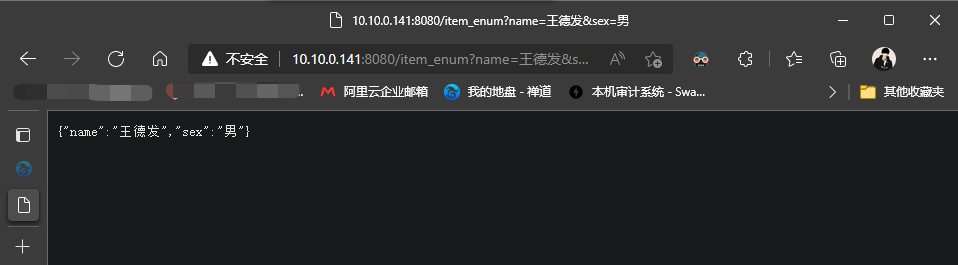 10.10.0.141:8080/item_enum?name=王德发&sex=男
不安全 10.10.0.141:8080/item_enum?name=王德发&s...
... 阿里云企业邮箱 我的地盘 - 禅道 本机审计系统 - Swa... 其他收藏夹
{"name":"王德发","sex":"男"}